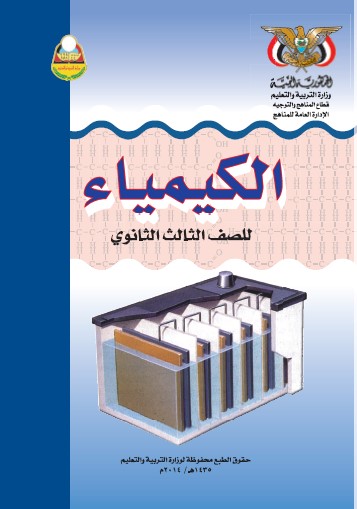 الجمهورية اليمنية
وزارة التربية والتعليم
قطاع المناهج والتوجيه
الإدارة العامة للمناهج
الكيمياء
للصف الثالث الثانوي
حقوق الطبع محفوظة لوزارة التربية والتعليم
١٤٣٥هـ/ ٢٠١٤م